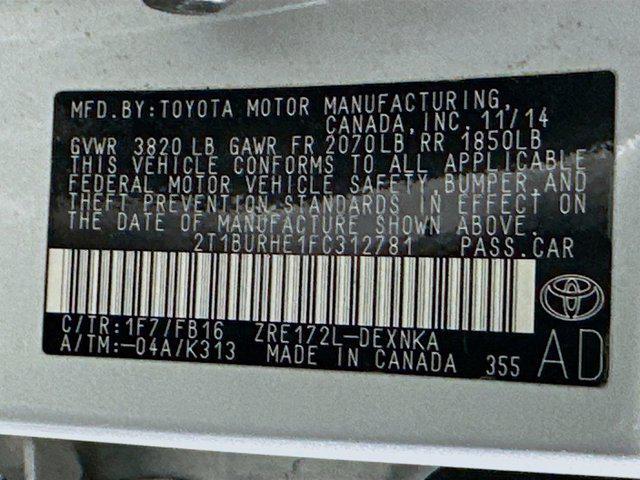 MFD.BY:TOYOTA MOTOR MANUFACTURING,
CANADA, INC. 11/14
GVWR 3820 LB GAWR FR 2070LB, RR 1850LB
THIS VEHICLE CONFORMS TO ALL APPLICABLE
FEDERAL MOTOR VEHICLE SAFETY, BUMPER, AND
THEFT PREVENTION STANDARDS IN EFFECT ON
THE DATE OF MANUFACTURE SHOWN ABOVE.
2T1BURHE1FC312781 PASS.CAR
C/TR:1F7/FB16 ZRE172L-DEXNKA
A/TM:-04A/K313 MADE IN CANADA 355
AD